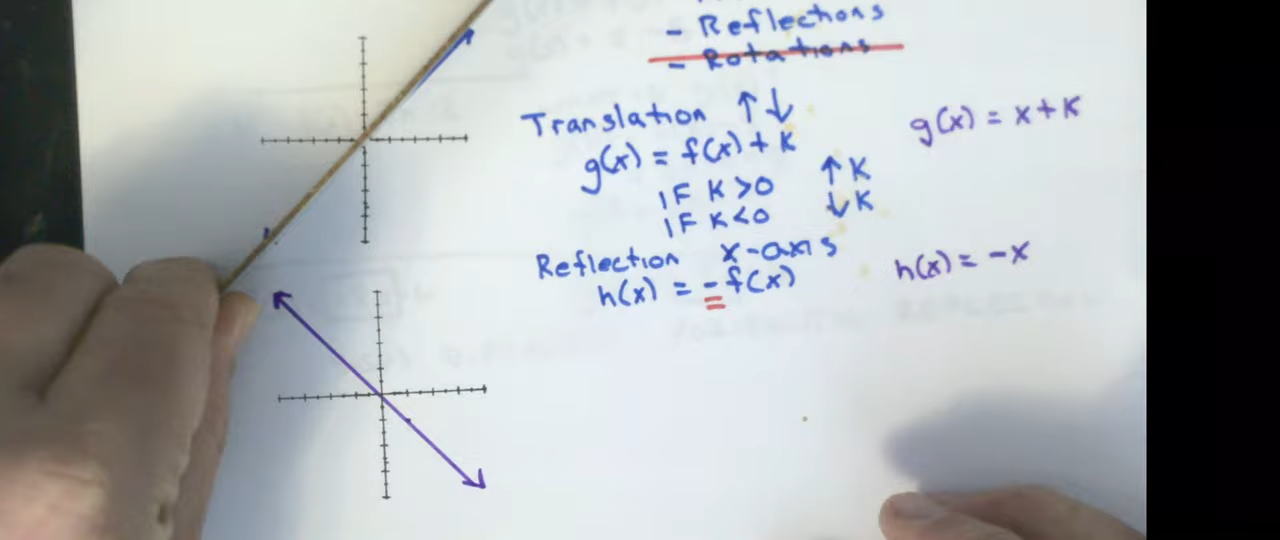 - Reflections
- Rotations
Translation ↑↓
g(x) = f(x) + K
IF K > 0 ↑ K
IF K < 0 ↓ K
g(x) = x + K
Reflection x-axis
h(x) = -f(x)
h(x) = -x